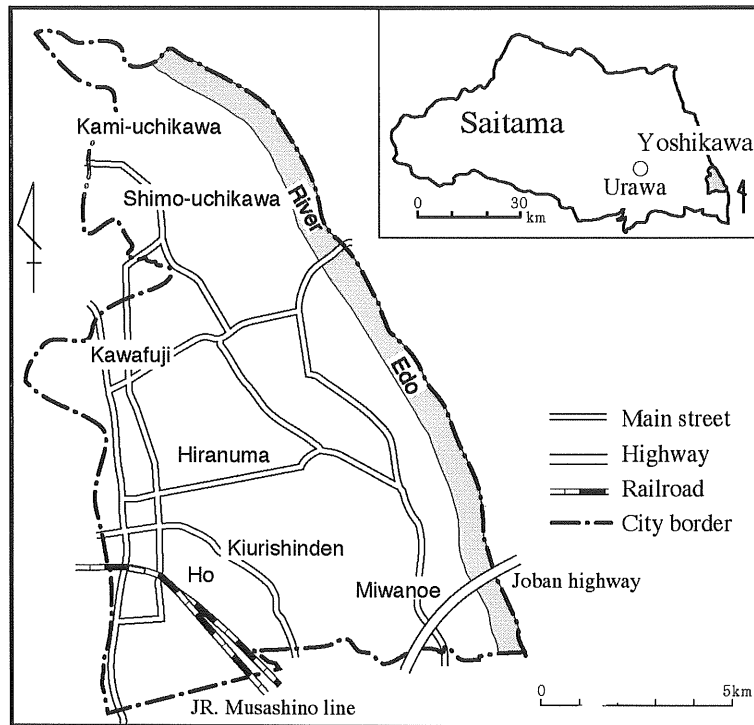 Saitama
Yoshikawa
Urawa
0
30
km
Kami-uchikawa
Shimo-uchikawa
River
Edo
Kawafuji
Hiranuma
Kiurishinden
Ho
Miwanoe
Joban highway
JR. Musashino line
Main street
Highway
Railroad
City border
0
5km